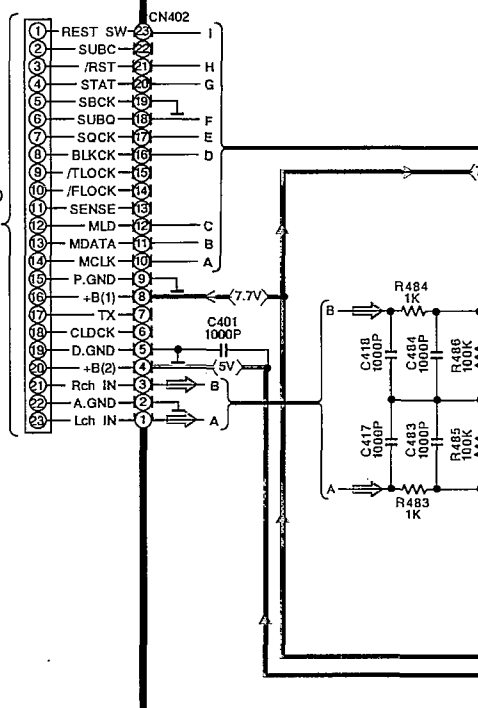 CN402
1 REST SW 23 I
2 SUBC 22
3 /RST 21 H
4 STAT 20 G
5 SBCK 19
6 SUBQ 18 F
7 SQCK 17 E
8 BLKCK 16 D
9 /TLOCK 15
10 /FLOCK 14
11 SENSE 13
12 MLD 12 C
13 MDATA 11 B
14 MCLK 10 A
15 P.GND 9
16 +B(1) 8 (7.7V)
17 TX 7
18 CLDCK 6
19 D.GND 5
20 +B(2) 4 (5V)
21 Rch IN 3 B
22 A.GND 2
23 Lch IN 1 A
C401
1000P
R484
1K
B
C418
1000P
C484
1000P
R486
100K
C417
1000P
C483
1000P
R485
100K
A
R483
1K